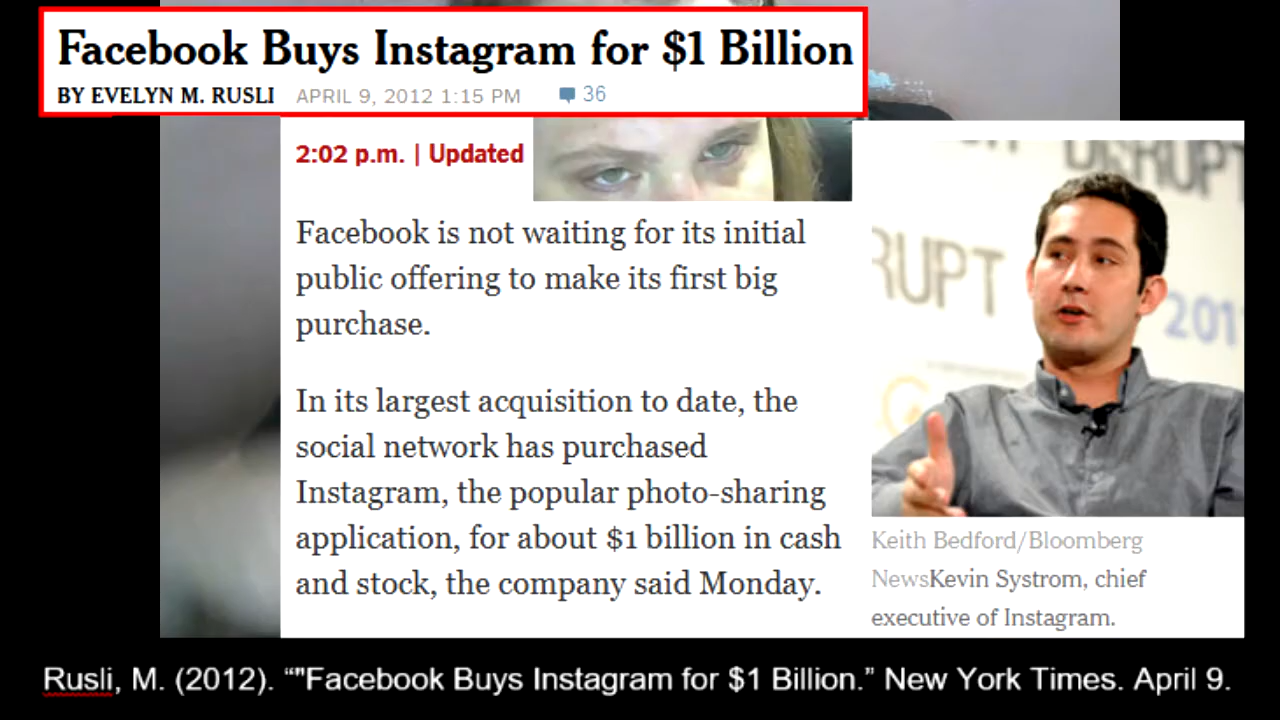 Facebook Buys Instagram for $1 Billion
BY EVELYN M. RUSLI APRIL 9, 2012 1:15 PM 36
2:02 p.m. | Updated
Facebook is not waiting for its initial
public offering to make its first big
purchase.
In its largest acquisition to date, the
social network has purchased
Instagram, the popular photo-sharing
application, for about $1 billion in cash
and stock, the company said Monday.
RUPT
201
Keith Bedford/Bloomberg
NewsKevin Systrom, chief
executive of Instagram.
Rusli, M. (2012). “"Facebook Buys Instagram for $1 Billion.” New York Times. April 9.